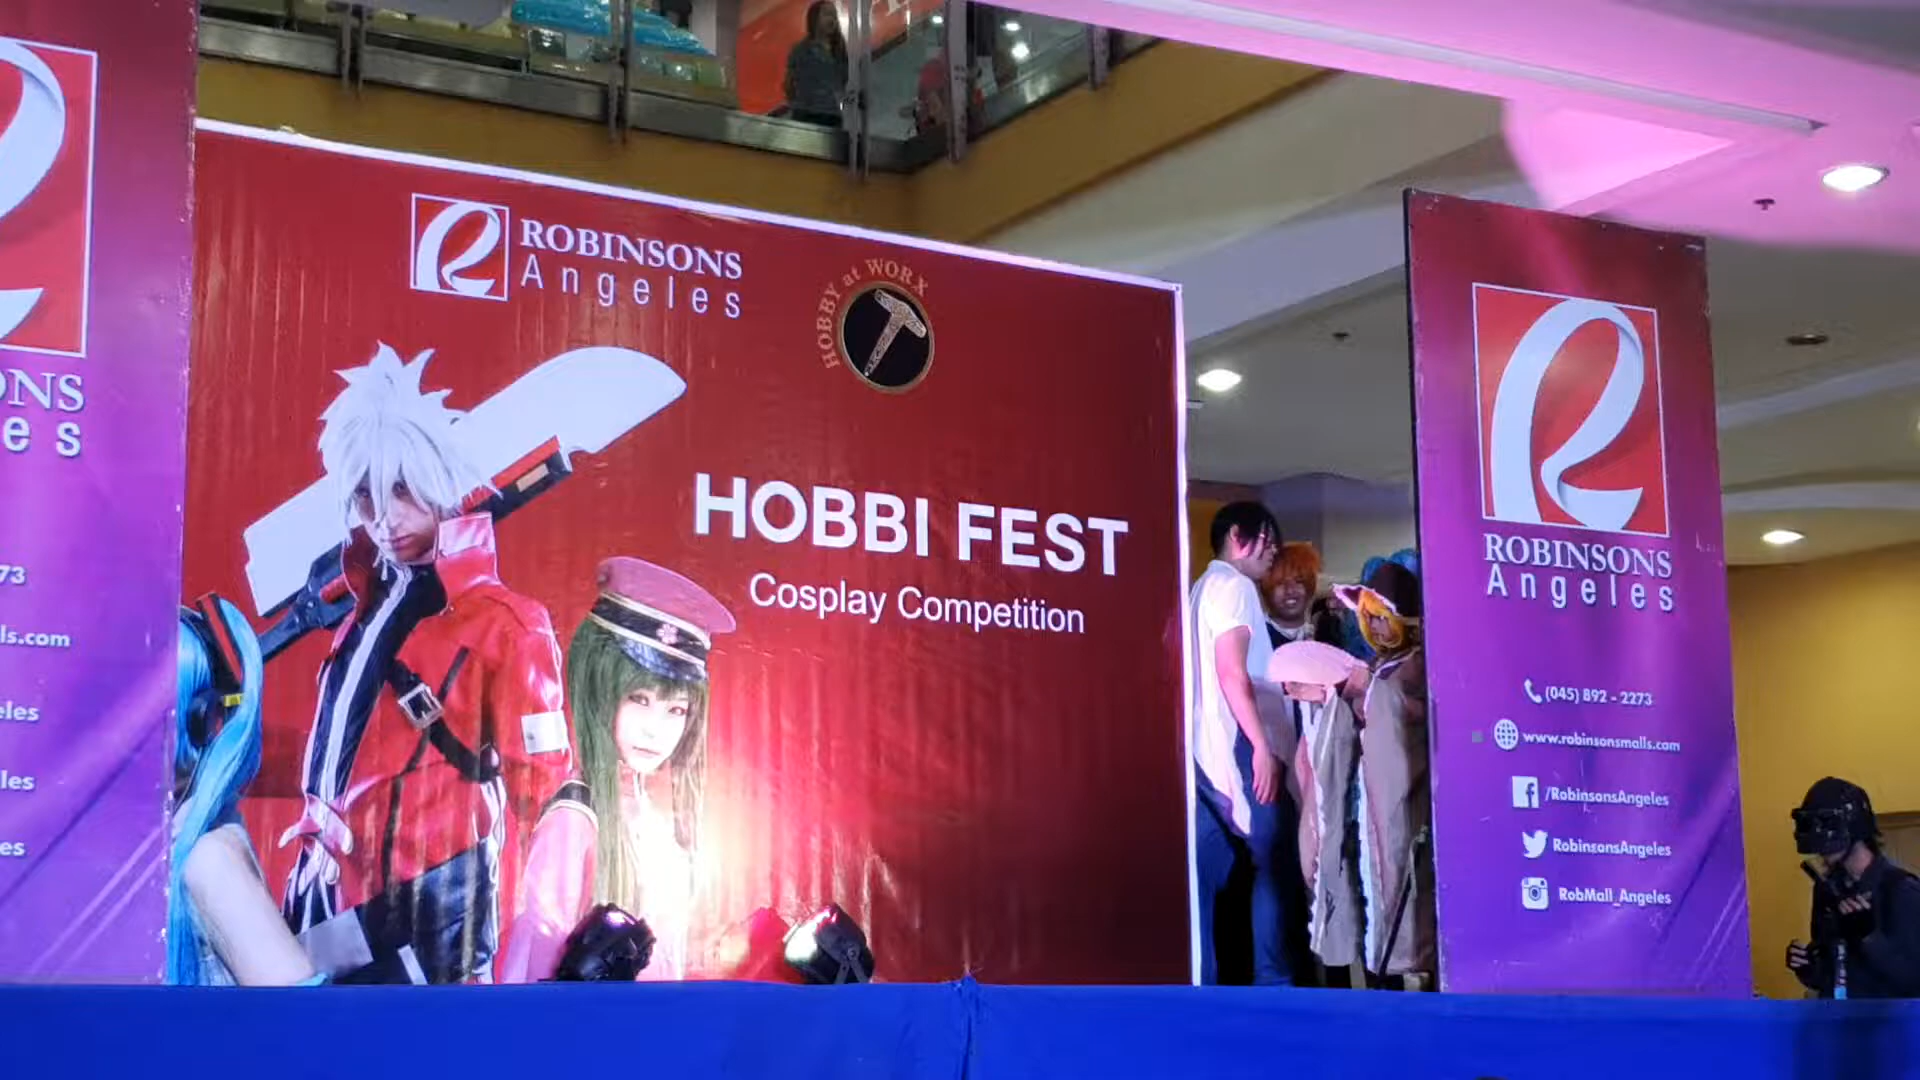 ONS
es
73
ls.com
eles
les
es
ROBINSONS
Angeles
HOBBY at WORX
HOBBI FEST
Cosplay Competition
ROBINSONS
Angeles
(045) 892 - 2273
www.robinsonsmalls.com
/RobinsonsAngeles
RobinsonsAngeles
RobMall_Angeles